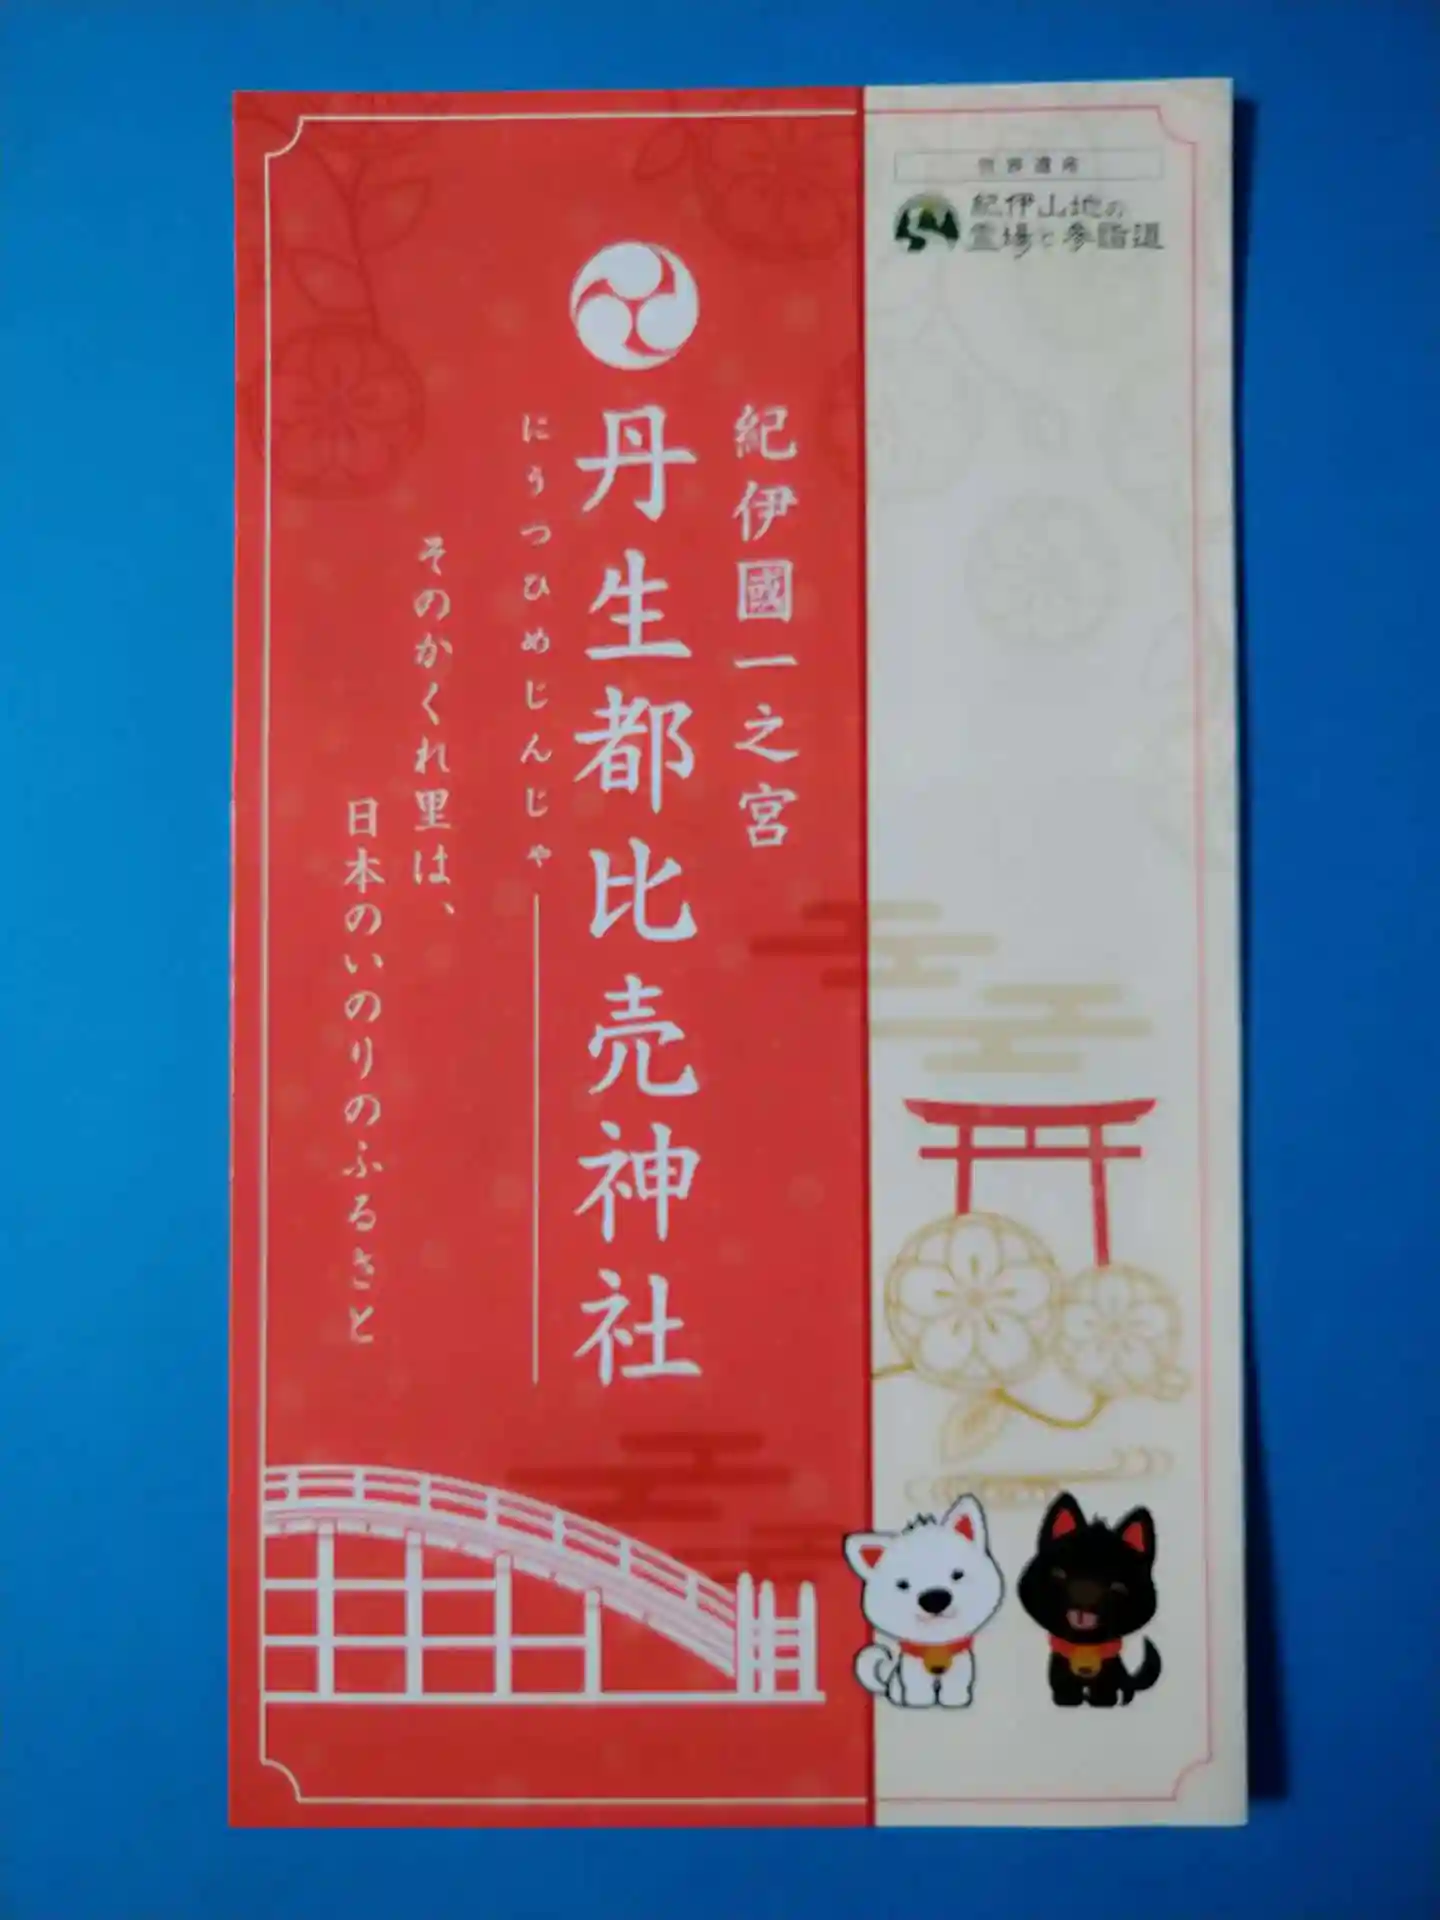 世界遺産
紀伊山地の
霊場と参詣道
紀伊國一之宮
丹生都比売神社
にうつひめじんじゃ
そのかくれ里は、
日本のいのりのふるさと